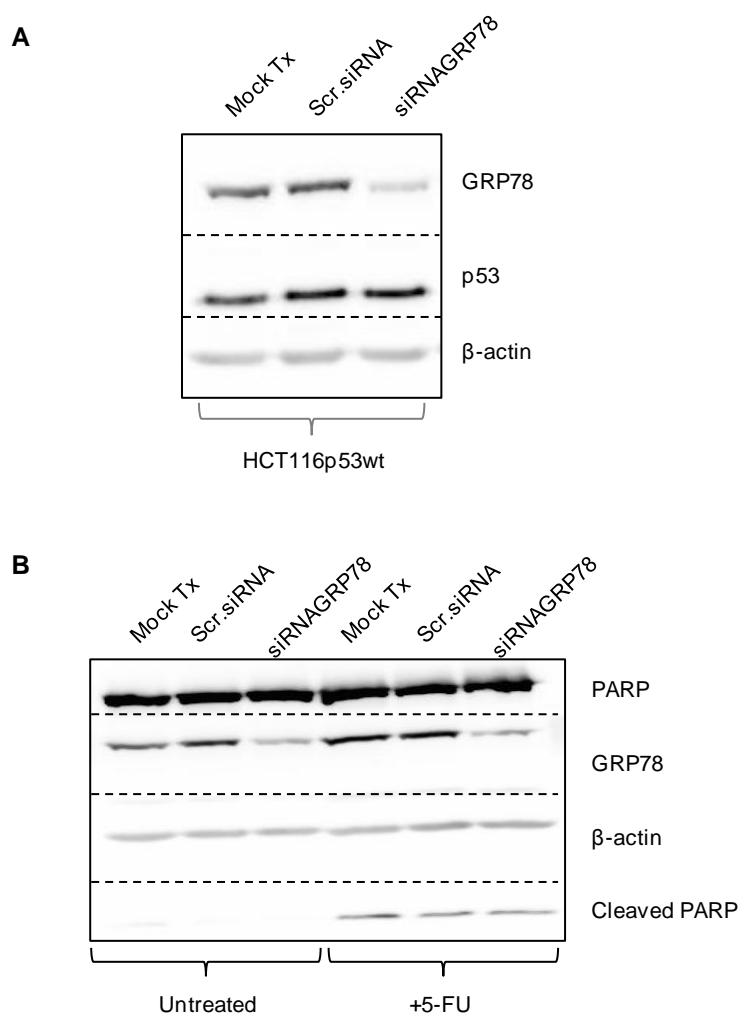 A
Mock Tx
Scr.siRNA
siRNAGRP78
GRP78
p53
β-actin
HCT116p53wt
B
Mock Tx
Scr.siRNA
siRNAGRP78
Mock Tx
Scr.siRNA
siRNAGRP78
PARP
GRP78
β-actin
Cleaved PARP
Untreated
+5-FU